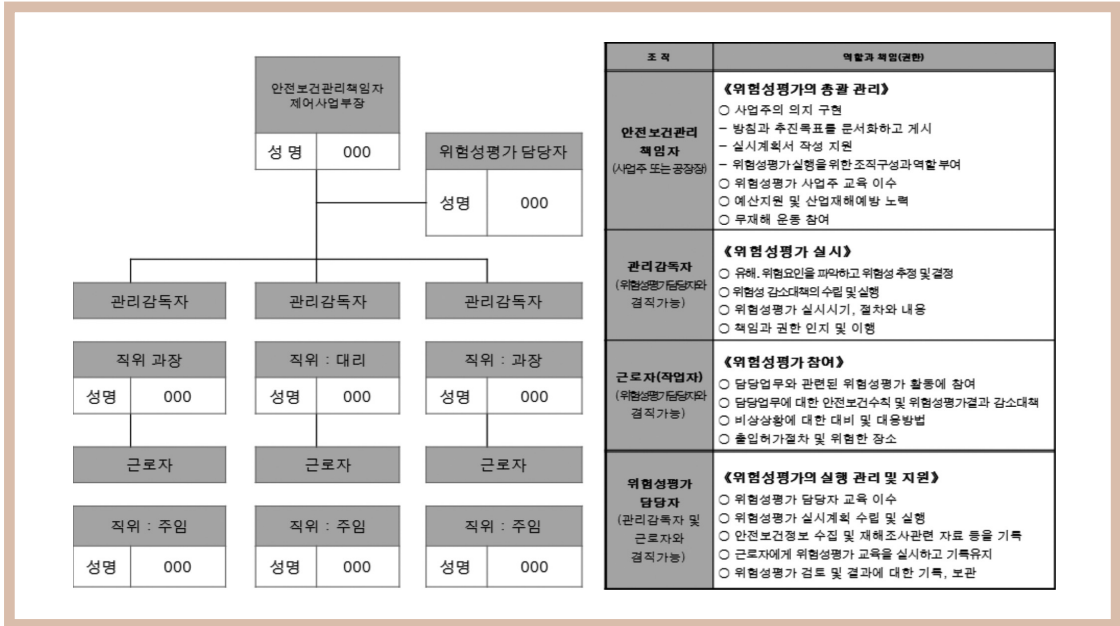 안전보건관리책임자
제어사업부장
성 명 000
위험성평가 담당자
성명 000
관리감독자 관리감독자 관리감독자
직위 과장 직위 : 대리 직위 : 과장
성명 000 성명 000 성명 000
근로자 근로자 근로자
직위 : 주임 직위 : 주임 직위 : 주임
성명 000 성명 000 성명 000
조 직 역할과 책임(권한)
안전보건관리
책임자
(사업주 또는 공장장)
《위험성평가의 총괄 관리》
○ 사업주의 의지 구현
- 방침과 추진목표를 문서화하고 게시
- 실시계획서 작성 지원
- 위험성평가 실행을 위한 조직구성과 역할 부여
○ 위험성평가 사업주 교육 이수
○ 예산지원 및 산업재해예방 노력
○ 무재해 운동 참여
관리감독자
(위험성평가 담당자와
겸직가능)
《위험성평가 실시》
○ 유해.위험요인을 파악하고 위험성 추정 및 결정
○ 위험성 감소대책의 수립 및 실행
○ 위험성평가 실시시기, 절차와 내용
○ 책임과 권한 인지 및 이행
근로자(작업자)
(위험성평가 담당자와
겸직가능)
《위험성평가 참여》
○ 담당업무와 관련된 위험성평가 활동에 참여
○ 담당업무에 대한 안전보건수칙 및 위험성평가결과 감소대책
○ 비상상황에 대한 대비 및 대응방법
○ 출입허가절차 및 위험한 장소
위험성평가
담당자
(관리감독자 및
근로자와
겸직가능)
《위험성평가의 실행 관리 및 지원》
○ 위험성평가 담당자 교육 이수
○ 위험성평가 실시계획 수립 및 실행
○ 안전보건정보 수집 및 재해조사관련 자료 등을 기록
○ 근로자에게 위험성평가 교육을 실시하고 기록유지
○ 위험성평가 검토 및 결과에 대한 기록, 보관